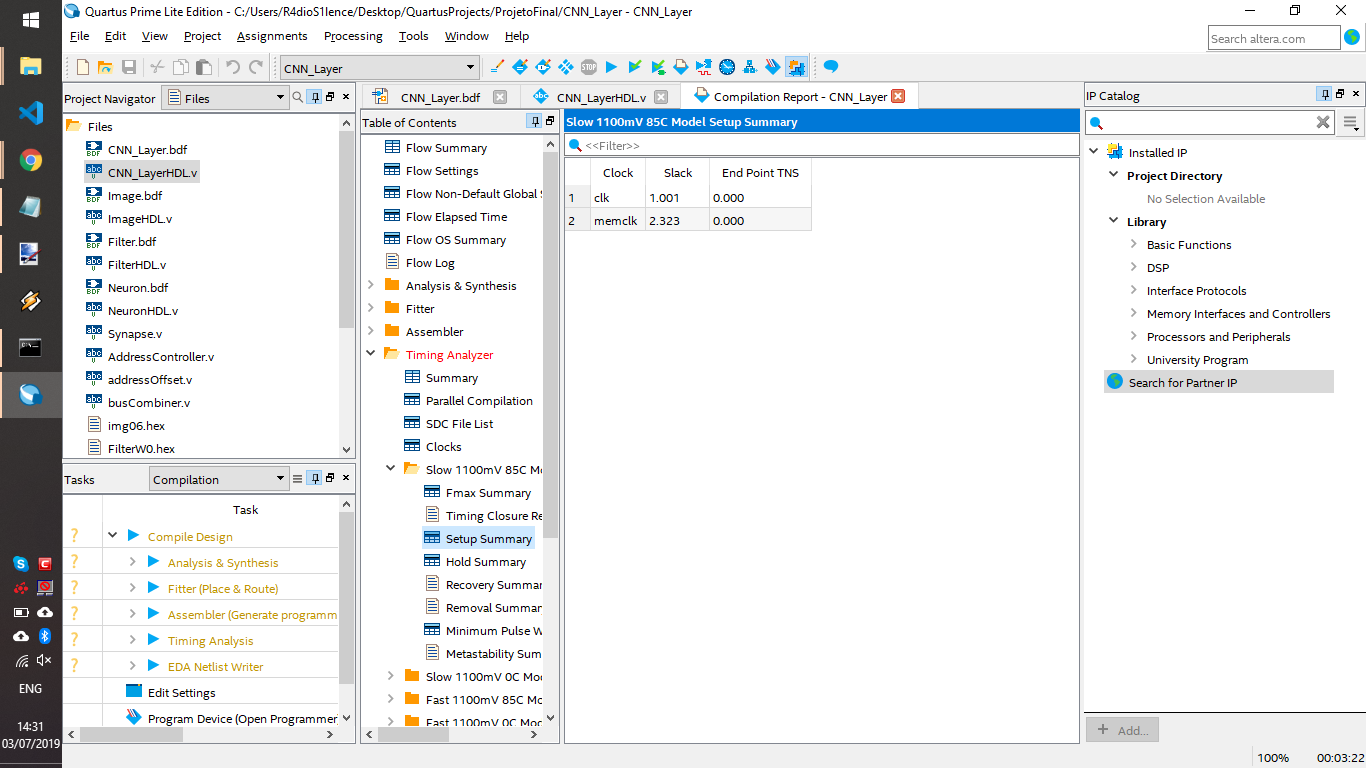 Quartus Prime Lite Edition - C:/Users/R4dioS1lence/Desktop/QuartusProjects/ProjetoFinal/CNN_Layer - CNN_Layer
File Edit View Project Assignments Processing Tools Window Help
Search altera.com
CNN_Layer
STOP
Project Navigator
Files
Files
CNN_Layer.bdf
CNN_LayerHDL.v
Image.bdf
ImageHDL.v
Filter.bdf
FilterHDL.v
Neuron.bdf
NeuronHDL.v
Synapse.v
AddressController.v
addressOffset.v
busCombiner.v
img06.hex
FilterW0.hex
Tasks
Compilation
Task
? Compile Design
? Analysis & Synthesis
? Fitter (Place & Route)
? Assembler (Generate programm
? Timing Analysis
? EDA Netlist Writer
Edit Settings
Program Device (Open Programmer
CNN_Layer.bdf
CNN_LayerHDL.v
Compilation Report - CNN_Layer
Table of Contents
Flow Summary
Flow Settings
Flow Non-Default Global S
Flow Elapsed Time
Flow OS Summary
Flow Log
Analysis & Synthesis
Fitter
Assembler
Timing Analyzer
Summary
Parallel Compilation
SDC File List
Clocks
Slow 1100mV 85C Mo
Fmax Summary
Timing Closure Re
Setup Summary
Hold Summary
Recovery Summar
Removal Summar
Minimum Pulse W
Metastability Sum
Slow 1100mV 0C Mod
Fast 1100mV 85C Mo
Fast 1100mV 0C Mod
Slow 1100mV 85C Model Setup Summary
<<Filter>>
Clock Slack End Point TNS
1 clk 1.001 0.000
2 memclk 2.323 0.000
IP Catalog
Installed IP
Project Directory
No Selection Available
Library
Basic Functions
DSP
Interface Protocols
Memory Interfaces and Controllers
Processors and Peripherals
University Program
Search for Partner IP
+ Add...
100% 00:03:22
ENG
14:31
03/07/2019